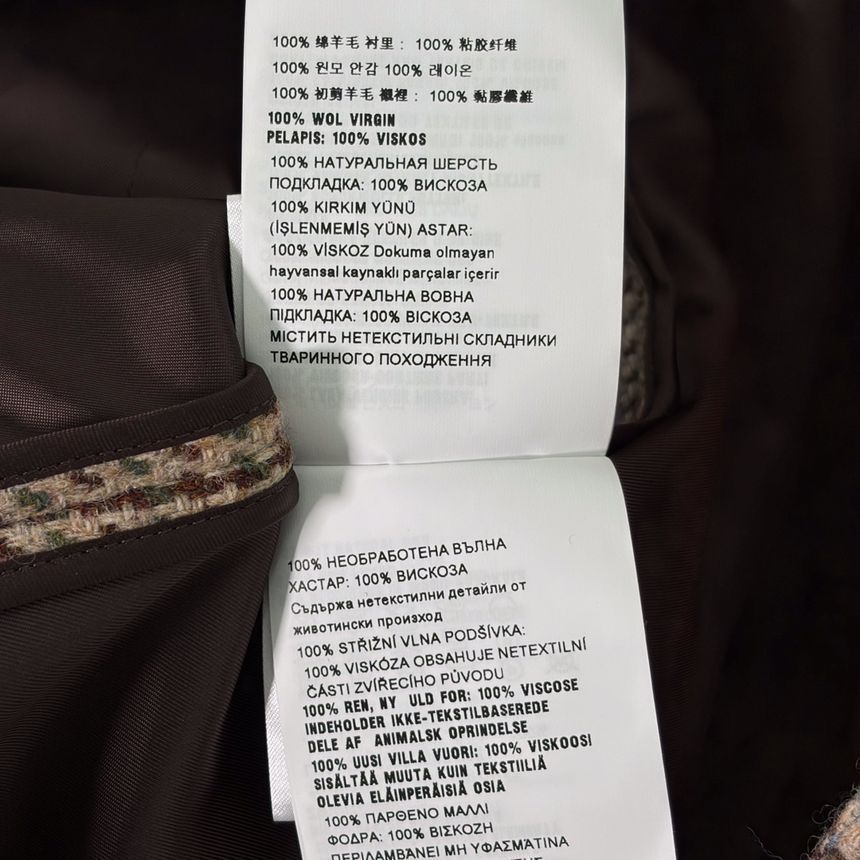 100% 绵羊毛 衬里： 100% 粘胶纤维
100% 원모 안감 100% 레이온
100% 初剪羊毛 襯裡： 100% 黏膠纖維
100% WOL VIRGIN
PELAPIS: 100% VISKOS
100% НАТУРАЛЬНАЯ ШЕРСТЬ
ПОДКЛАДКА: 100% ВИСКОЗА
100% KIRKIM YÜNÜ
(İŞLENMEMİŞ YÜN) ASTAR:
100% VİSKOZ Dokuma olmayan
hayvansal kaynaklı parçalar içerir
100% НАТУРАЛЬНА ВОВНА
ПІДКЛАДКА: 100% ВІСКОЗА
МІСТИТЬ НЕТЕКСТИЛЬНІ СКЛАДНИКИ
ТВАРИННОГО ПОХОДЖЕННЯ
100% НЕОБРАБОТЕНА ВЪЛНА
ХАСТАР: 100% ВИСКОЗА
Съдържа нетекстилни детайли от
животински произход
100% STŘIŽNÍ VLNA PODŠÍVKA:
100% VISKÓZA OBSAHUJE NETEXTILNÍ
ČÁSTI ZVÍŘECÍHO PŮVODU
100% REN, NY ULD FOR: 100% VISCOSE
INDEHOLDER IKKE-TEKSTILBASEREDE
DELE AF ANIMALSK OPRINDELSE
100% UUSI VILLA VUORI: 100% VISKOOSI
SISÄLTÄÄ MUUTA KUIN TEKSTIILIÄ
OLEVIA ELÄINPERÄISIÄ OSIA
100% ΠΑΡΘΕΝΟ ΜΑΛΛΙ
ΦΟΔΡΑ: 100% ΒΙΣΚΟΖΗ
ΠΕΡΙΛΑΜΒΑΝΕΙ ΜΗ ΥΦΑΣΜΑΤΙΝΑ